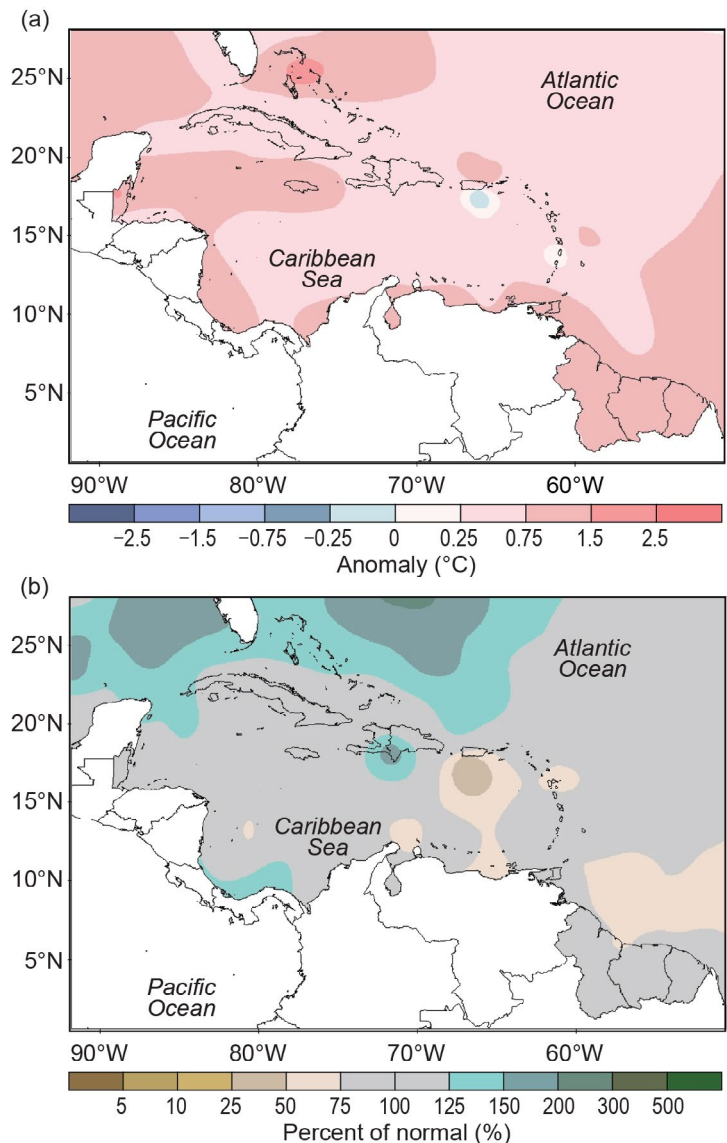 (a)
25°N
20°N
15°N
10°N
5°N
Atlantic
Ocean
Caribbean
Sea
Pacific
Ocean
90°W 80°W 70°W 60°W
−2.5 −1.5 −0.75 −0.25 0 0.25 0.75 1.5 2.5
Anomaly (°C)
(b)
25°N
20°N
15°N
10°N
5°N
Atlantic
Ocean
Caribbean
Sea
Pacific
Ocean
90°W 80°W 70°W 60°W
5 10 25 50 75 100 125 150 200 300 500
Percent of normal (%)